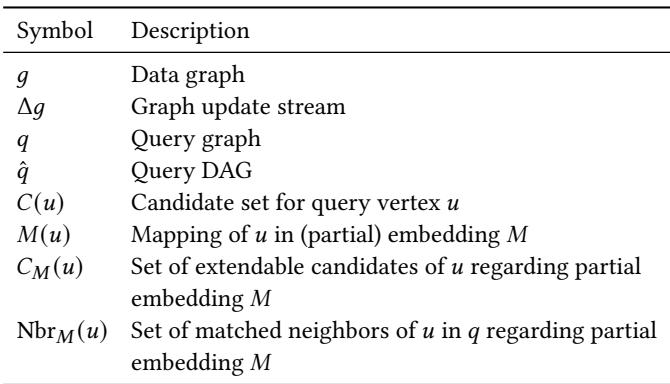 Symbol Description
g Data graph
Δg Graph update stream
q Query graph
q̂ Query DAG
C(u) Candidate set for query vertex u
M(u) Mapping of u in (partial) embedding M
C_M(u) Set of extendable candidates of u regarding partial
embedding M
Nbr_M(u) Set of matched neighbors of u in q regarding partial
embedding M